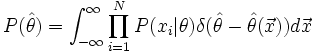 P(\hat{\theta}) = \int_{-\infty}^{\infty} \prod_{i=1}^{N} P(x_i|\theta) \delta(\hat{\theta} - \hat{\theta}(\vec{x})) d\vec{x}